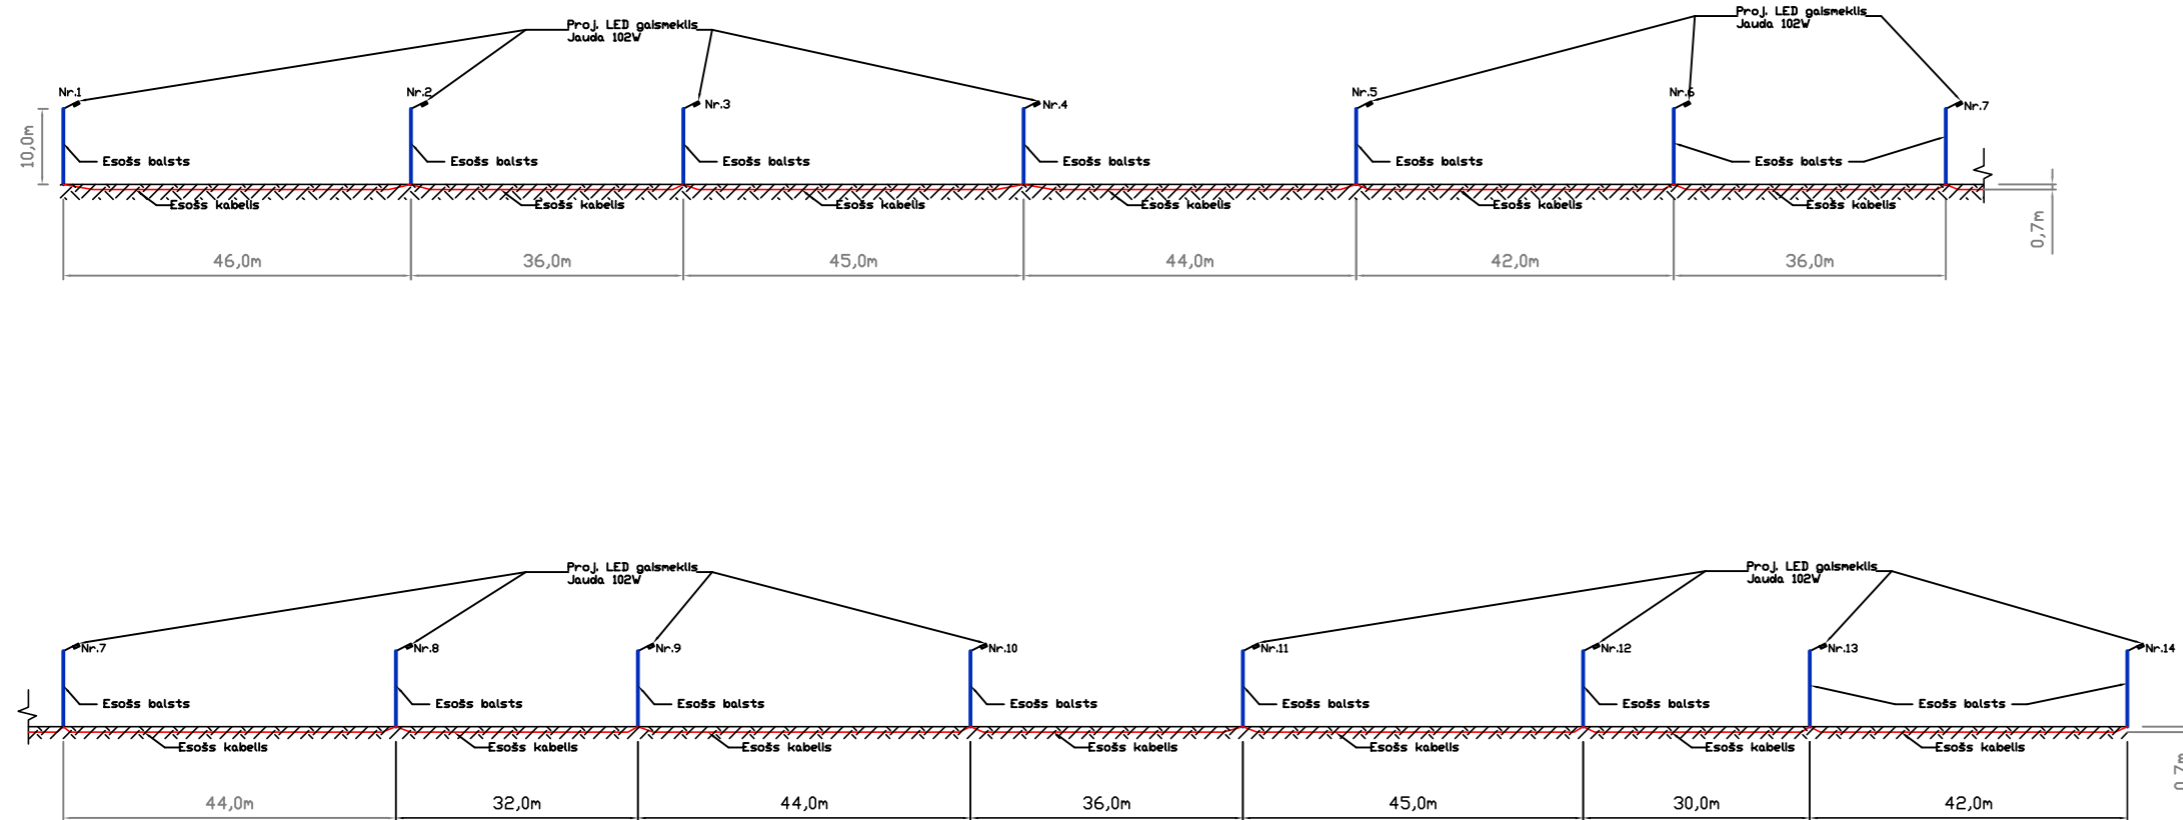 Proj. LED gaismeklis
Jauda 102W
Proj. LED gaismeklis
Jauda 102W
Nr.1
Nr.2
Nr.3
Nr.4
Nr.5
Nr.6
Nr.7
10,0m
Esošs balsts
Esošs balsts
Esošs balsts
Esošs balsts
Esošs balsts
Esošs balsts
Esošs kabelis
Esošs kabelis
Esošs kabelis
Esošs kabelis
Esošs kabelis
Esošs kabelis
0,7m
46,0m
36,0m
45,0m
44,0m
42,0m
36,0m
Proj. LED gaismeklis
Jauda 102W
Proj. LED gaismeklis
Jauda 102W
Nr.7
Nr.8
Nr.9
Nr.10
Nr.11
Nr.12
Nr.13
Nr.14
Esošs balsts
Esošs balsts
Esošs balsts
Esošs balsts
Esošs balsts
Esošs balsts
Esošs balsts
Esošs kabelis
Esošs kabelis
Esošs kabelis
Esošs kabelis
Esošs kabelis
Esošs kabelis
Esošs kabelis
0,7m
44,0m
32,0m
44,0m
36,0m
45,0m
30,0m
42,0m